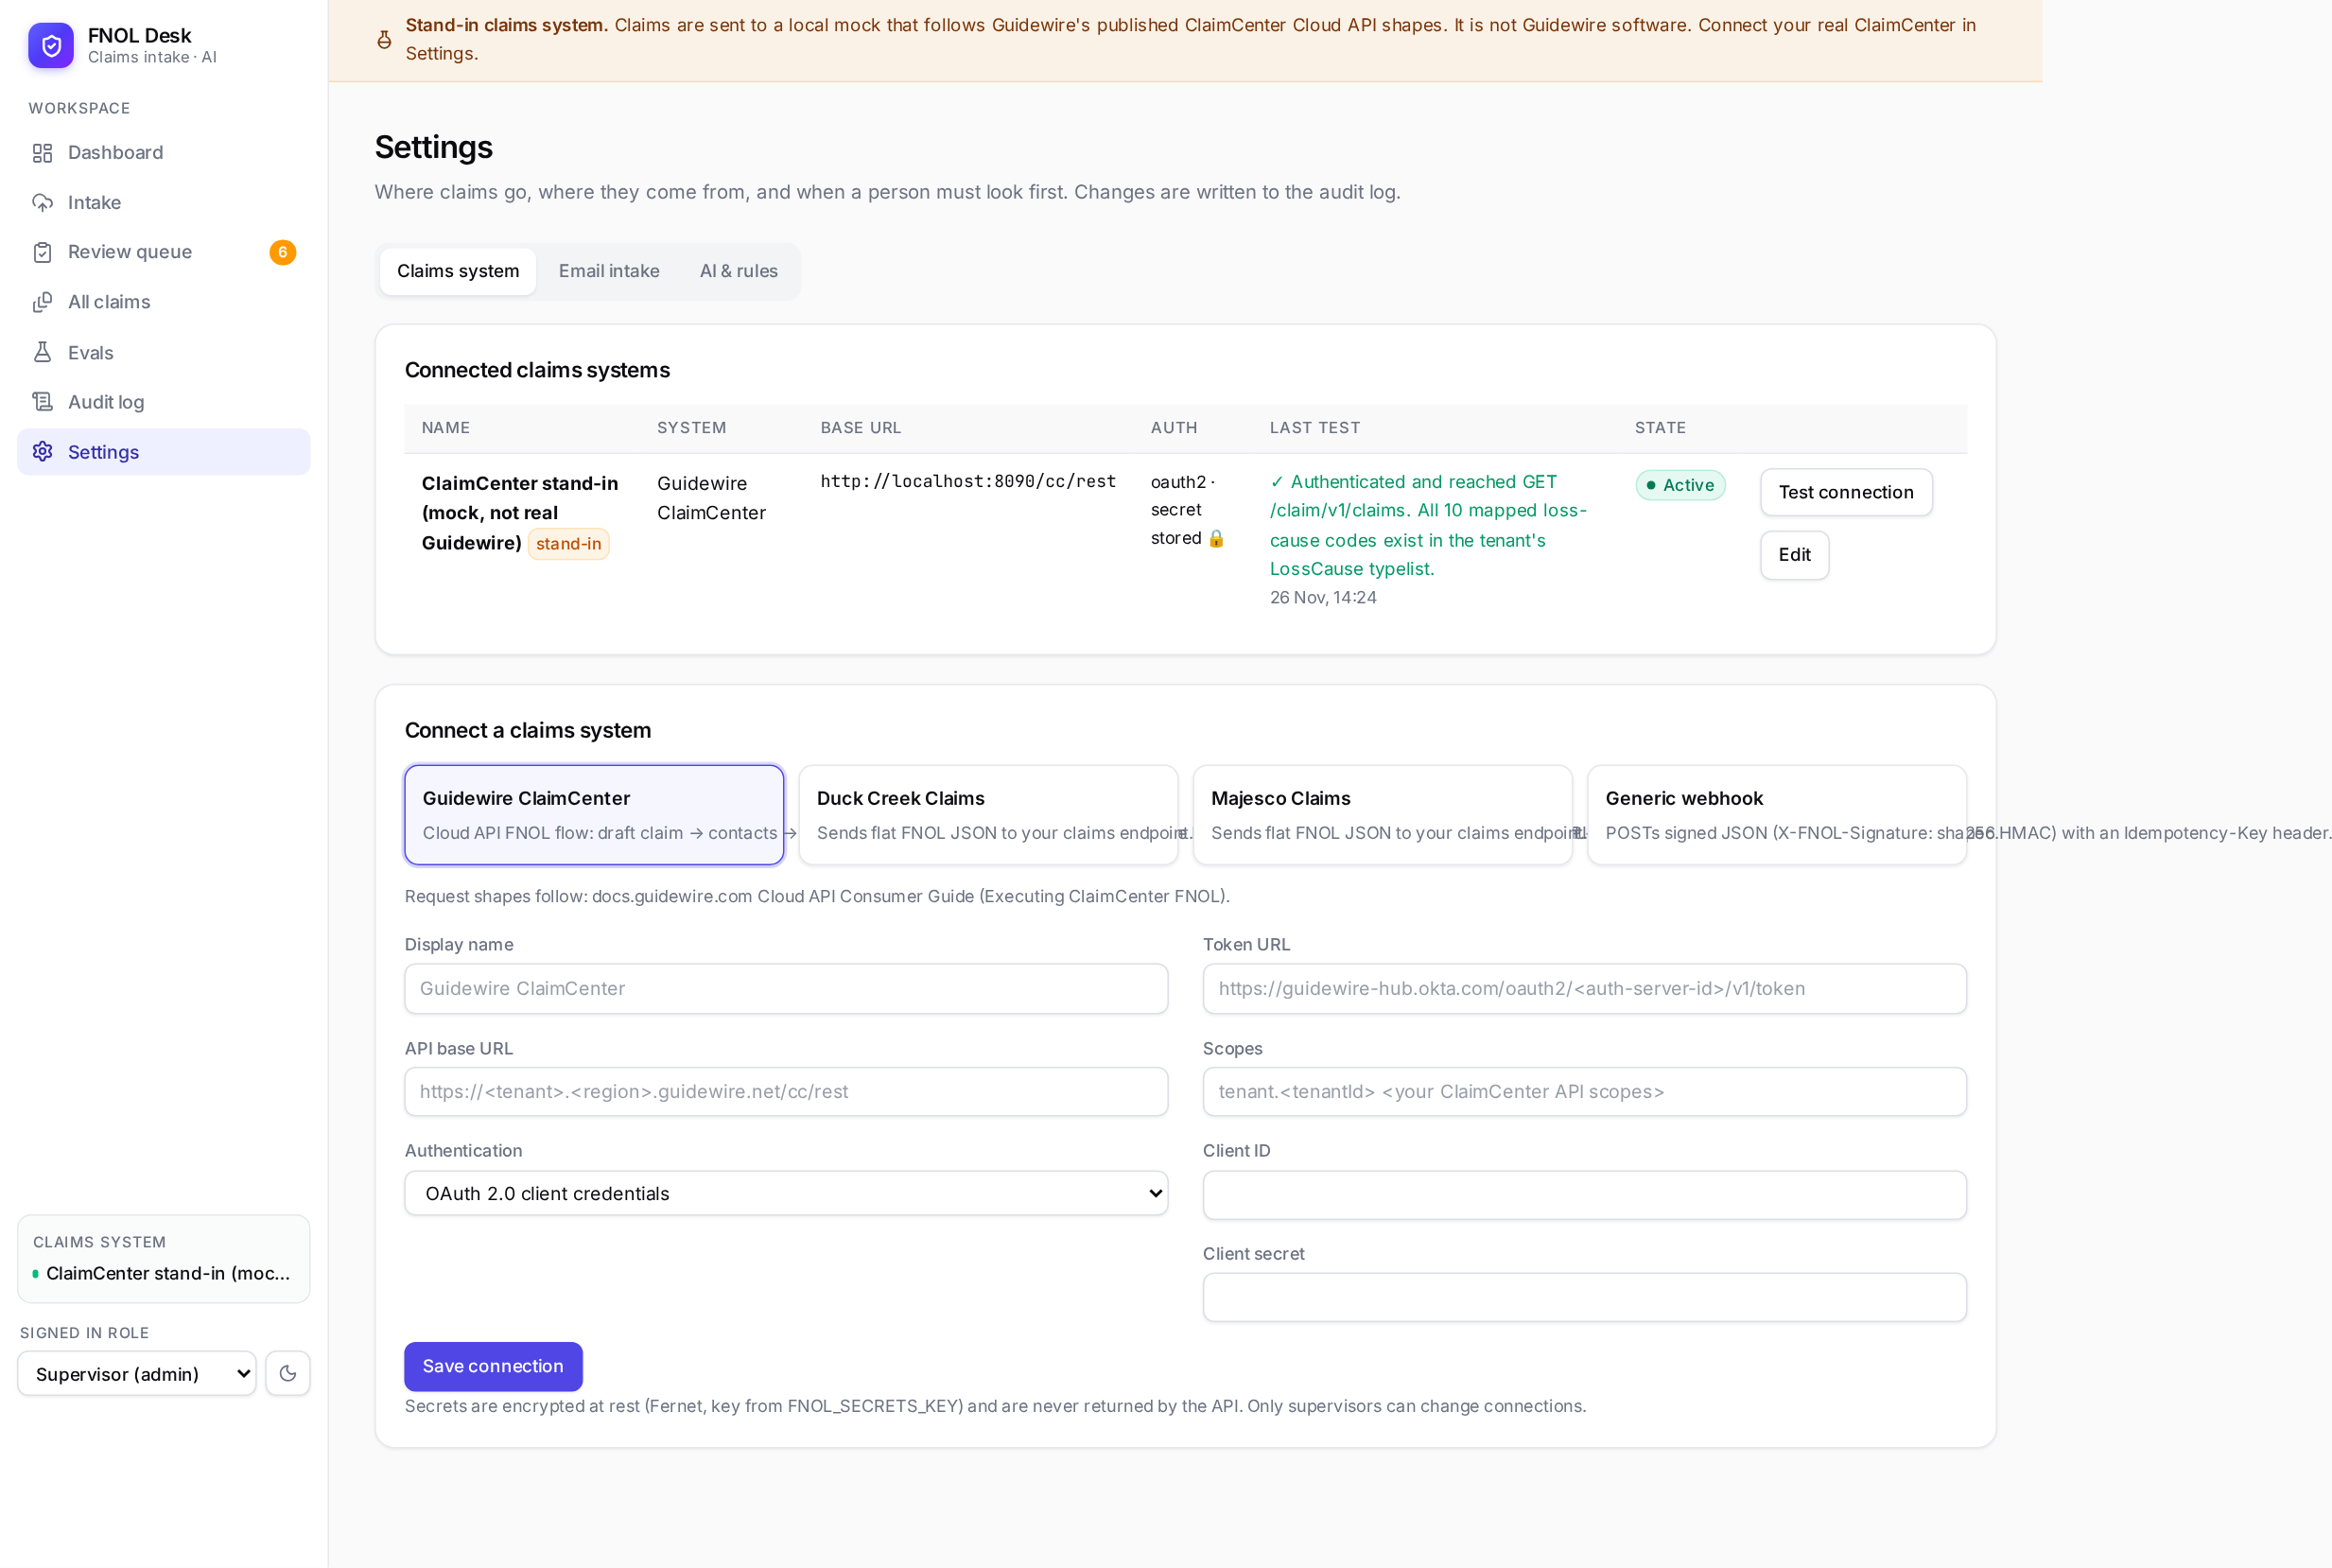 FNOL Desk
Claims intake · AI
WORKSPACE
Dashboard
Intake
Review queue
6
All claims
Evals
Audit log
Settings
CLAIMS SYSTEM
ClaimCenter stand-in (moc...
SIGNED IN ROLE
Supervisor (admin)
Stand-in claims system. Claims are sent to a local mock that follows Guidewire's published ClaimCenter Cloud API shapes. It is not Guidewire software. Connect your real ClaimCenter in
Settings.
Settings
Where claims go, where they come from, and when a person must look first. Changes are written to the audit log.
Claims system
Email intake
AI & rules
Connected claims systems
NAME SYSTEM BASE URL AUTH LAST TEST STATE
ClaimCenter stand-in
(mock, not real
Guidewire) stand-in
Guidewire
ClaimCenter
http://localhost:8090/cc/rest
oauth2 ·
secret
stored 🔒
✓ Authenticated and reached GET
/claim/v1/claims. All 10 mapped loss-
cause codes exist in the tenant's
LossCause typelist.
26 Nov, 14:24
Active
Test connection
Edit
Connect a claims system
Guidewire ClaimCenter
Cloud API FNOL flow: draft claim → contacts →
Duck Creek Claims
Sends flat FNOL JSON to your claims endpoint.
Majesco Claims
Sends flat FNOL JSON to your claims endpoint.
Generic webhook
POSTs signed JSON (X-FNOL-Signature: HMAC) with an Idempotency-Key header.
Request shapes follow: docs.guidewire.com Cloud API Consumer Guide (Executing ClaimCenter FNOL).
Display name
Guidewire ClaimCenter
Token URL
https://guidewire-hub.okta.com/oauth2/<auth-server-id>/v1/token
API base URL
https://<tenant>.<region>.guidewire.net/cc/rest
Scopes
tenant.<tenantId> <your ClaimCenter API scopes>
Authentication
OAuth 2.0 client credentials
Client ID
Client secret
Save connection
Secrets are encrypted at rest (Fernet, key from FNOL_SECRETS_KEY) and are never returned by the API. Only supervisors can change connections.